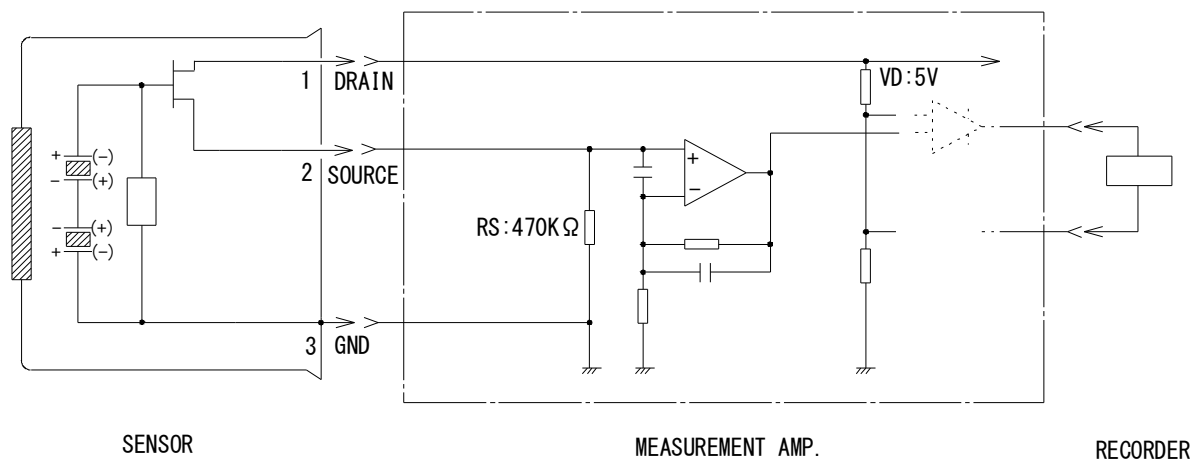 1 DRAIN
VD:5V
+ (-)
- (+)
2 SOURCE
+
-
RS:470KΩ
- (+)
+ (-)
3 GND
SENSOR
MEASUREMENT AMP.
RECORDER